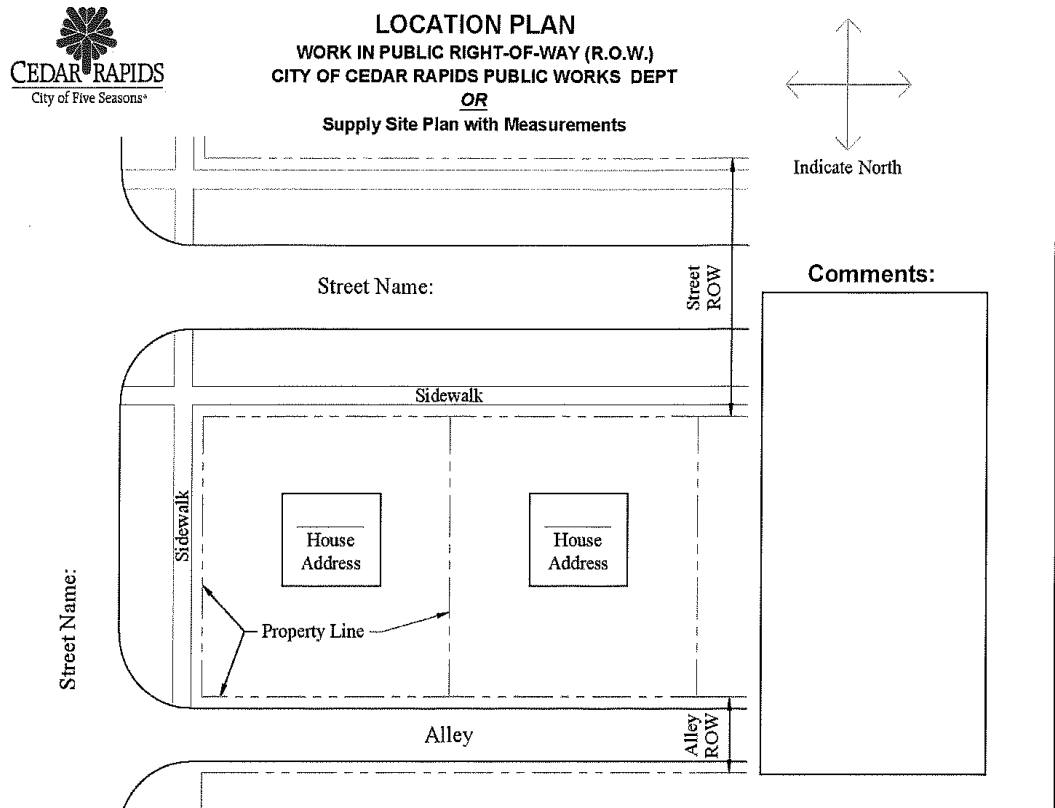 CEDAR RAPIDS
City of Five Seasons
LOCATION PLAN
WORK IN PUBLIC RIGHT-OF-WAY (R.O.W.)
CITY OF CEDAR RAPIDS PUBLIC WORKS DEPT
OR
Supply Site Plan with Measurements
Indicate North
Street Name:
Street
ROW
Comments:
Sidewalk
Sidewalk
House
Address
House
Address
Street Name:
Property Line
Alley
Alley
ROW